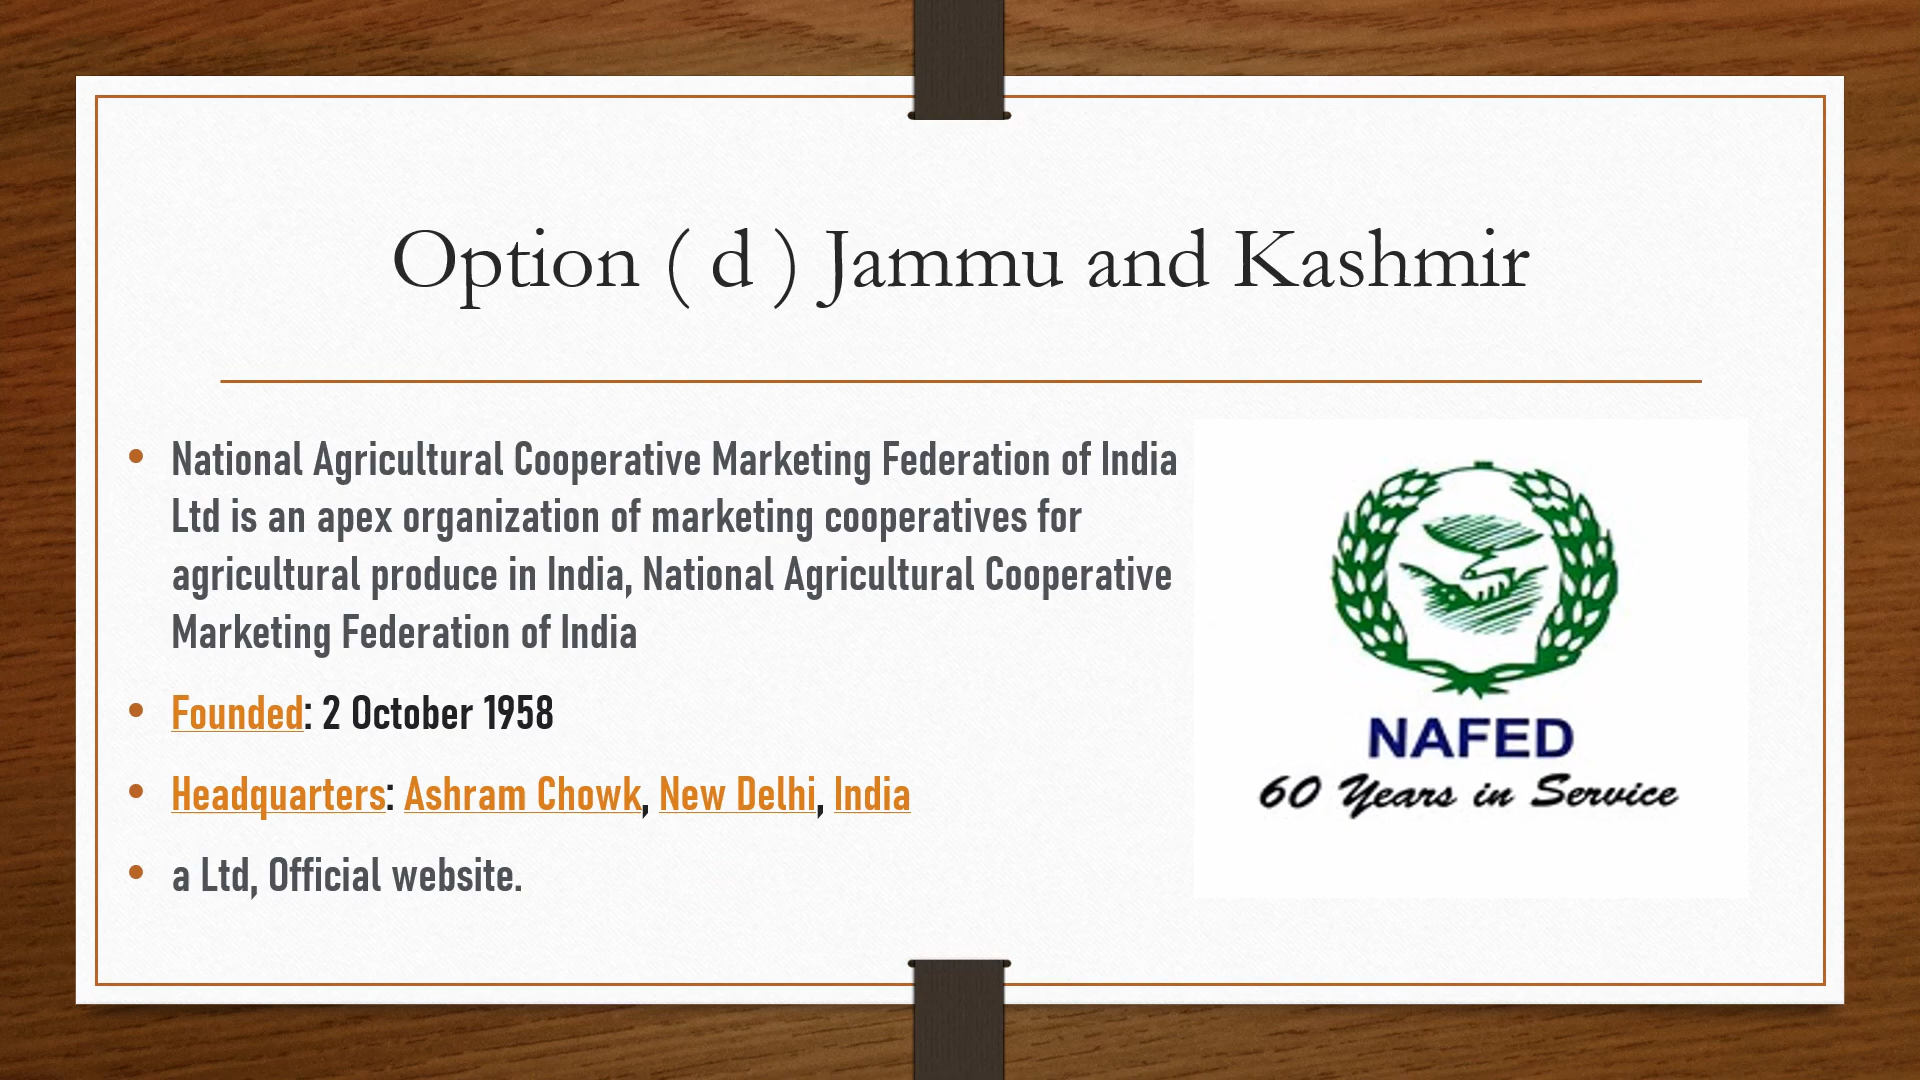 Option ( d ) Jammu and Kashmir
• National Agricultural Cooperative Marketing Federation of India
Ltd is an apex organization of marketing cooperatives for
agricultural produce in India, National Agricultural Cooperative
Marketing Federation of India
• Founded: 2 October 1958
• Headquarters: Ashram Chowk, New Delhi, India
• a Ltd, Official website.
NAFED
60 Years in Service